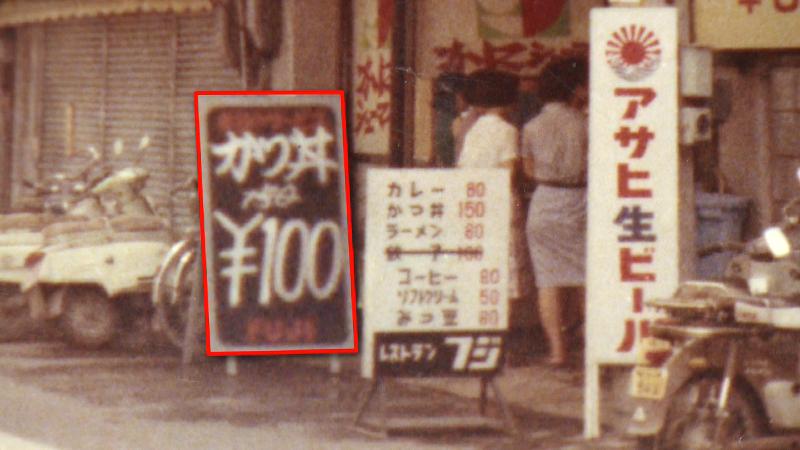 かつ丼
¥100
FUJI
カレー 80
かつ丼 150
ラーメン 80
コーヒー 80
ソフトクリーム 50
みつ豆 80
レストラン フジ
アサヒ生ビール